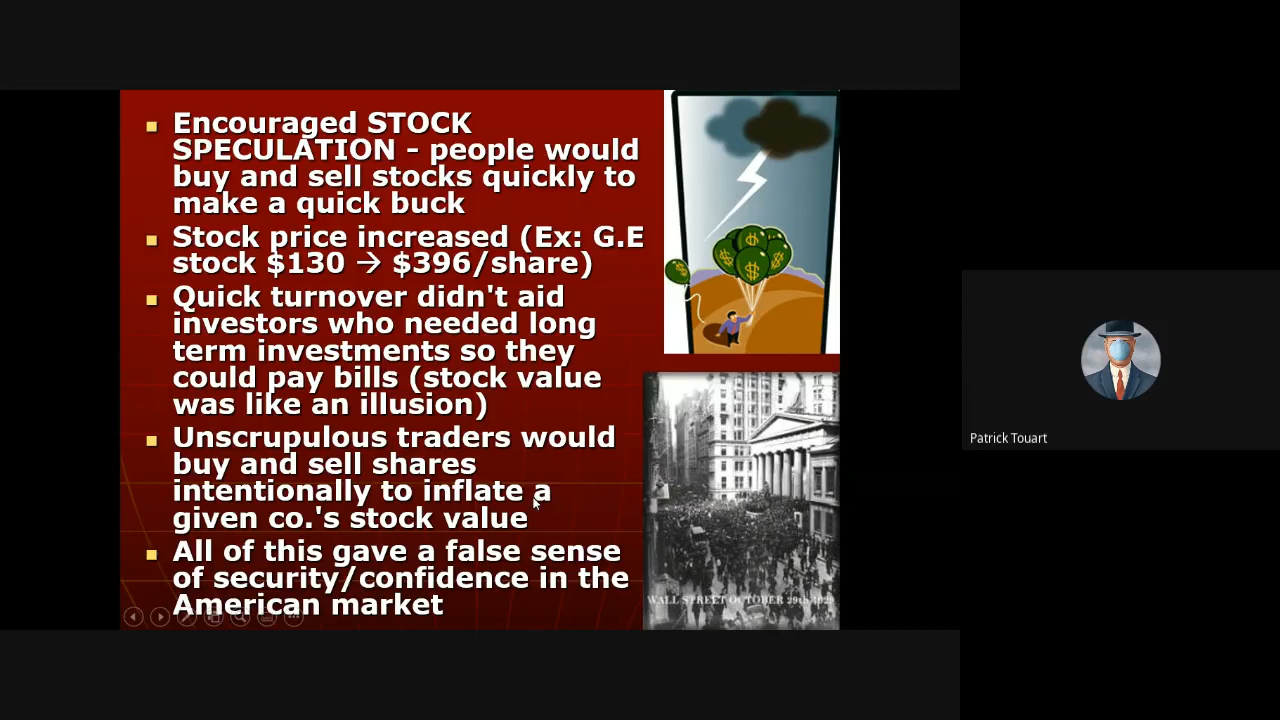 Encouraged STOCK
SPECULATION - people would
buy and sell stocks quickly to
make a quick buck
Stock price increased (Ex: G.E
stock $130 → $396/share)
Quick turnover didn't aid
investors who needed long
term investments so they
could pay bills (stock value
was like an illusion)
Unscrupulous traders would
buy and sell shares
intentionally to inflate a
given co.'s stock value
All of this gave a false sense
of security/confidence in the
American market
WALL STREET OCTOBER 29th 1929
Patrick Touart